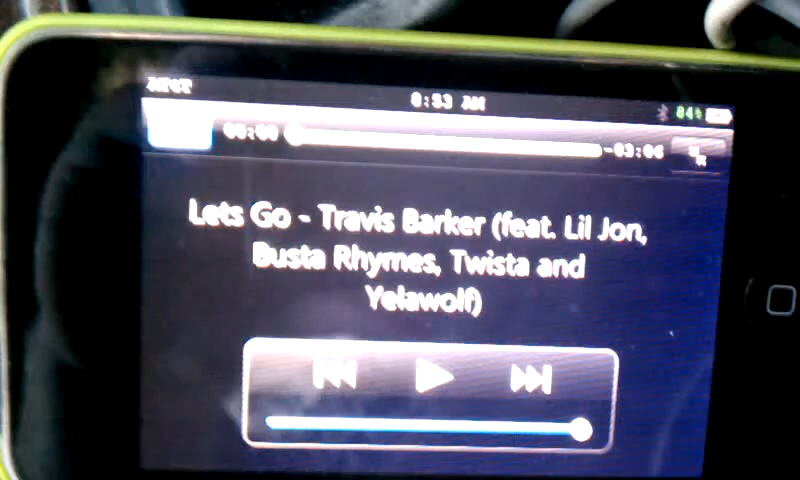 AT&T
8:53 AM
84%
00:00
-03:06
Lets Go - Travis Barker (feat. Lil Jon,
Busta Rhymes, Twista and
Yelawolf)